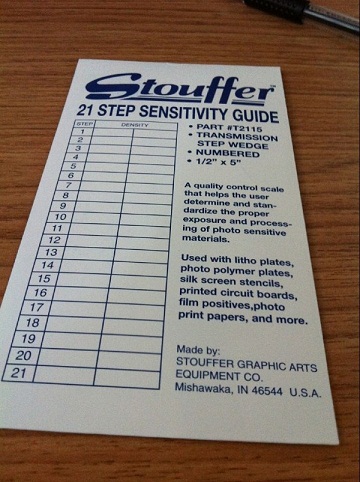 Stouffer™
21 STEP SENSITIVITY GUIDE
STEP DENSITY
1
2
3
4
5
6
7
8
9
10
11
12
13
14
15
16
17
18
19
20
21
• PART #T2115
• TRANSMISSION
STEP WEDGE
• NUMBERED
• 1/2" x 5"
A quality control scale
that helps the user
determine and stan-
dardize the proper
exposure and process-
ing of photo sensitive
materials.
Used with litho plates,
photo polymer plates,
silk screen stencils,
printed circuit boards,
film positives,photo
print papers, and more.
Made by:
STOUFFER GRAPHIC ARTS
EQUIPMENT CO.
Mishawaka, IN 46544 U.S.A.